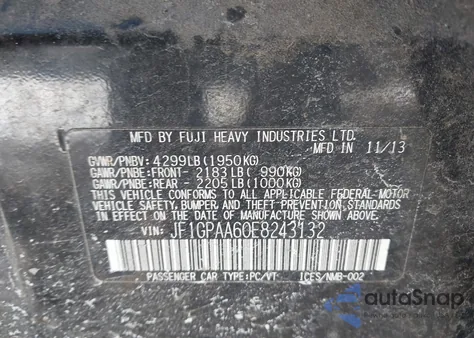 MFD BY FUJI HEAVY INDUSTRIES LTD.
MFD IN 11/13
GVWR/PNBV: 4299LB(1950KG)
GAWR/PNBE:FRONT- 2183LB( 990KG)
GAWR/PNBE:REAR - 2205LB(1000KG)
THIS VEHICLE CONFORMS TO ALL APPLICABLE FEDERAL-MOTOR
VEHICLE SAFETY, BUMPER, AND THEFT PREVENTION STANDARDS
IN EFFECT ON THE DATE OF MANUFACTURE SHOWN ABOVE.
VIN: JF1GPAA60E8243132
PASSENGER CAR TYPE:PC/VT ICES/NMB-002
autoSnap